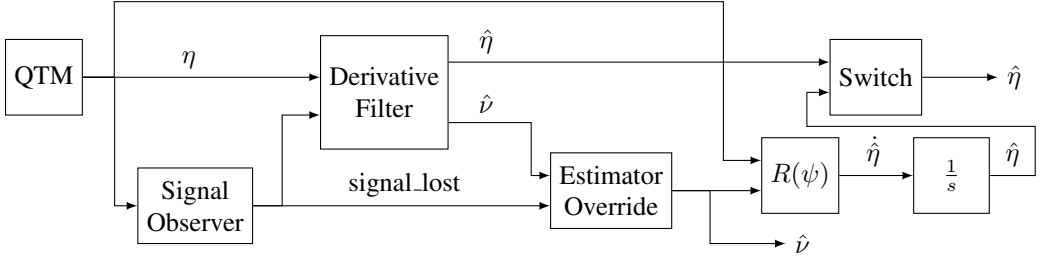 QTM
η
Derivative
Filter
η̂
ν̂
Switch
η̂
Signal
Observer
signal_lost
Estimator
Override
R(ψ)
η̂̇
1/s
η̂
ν̂